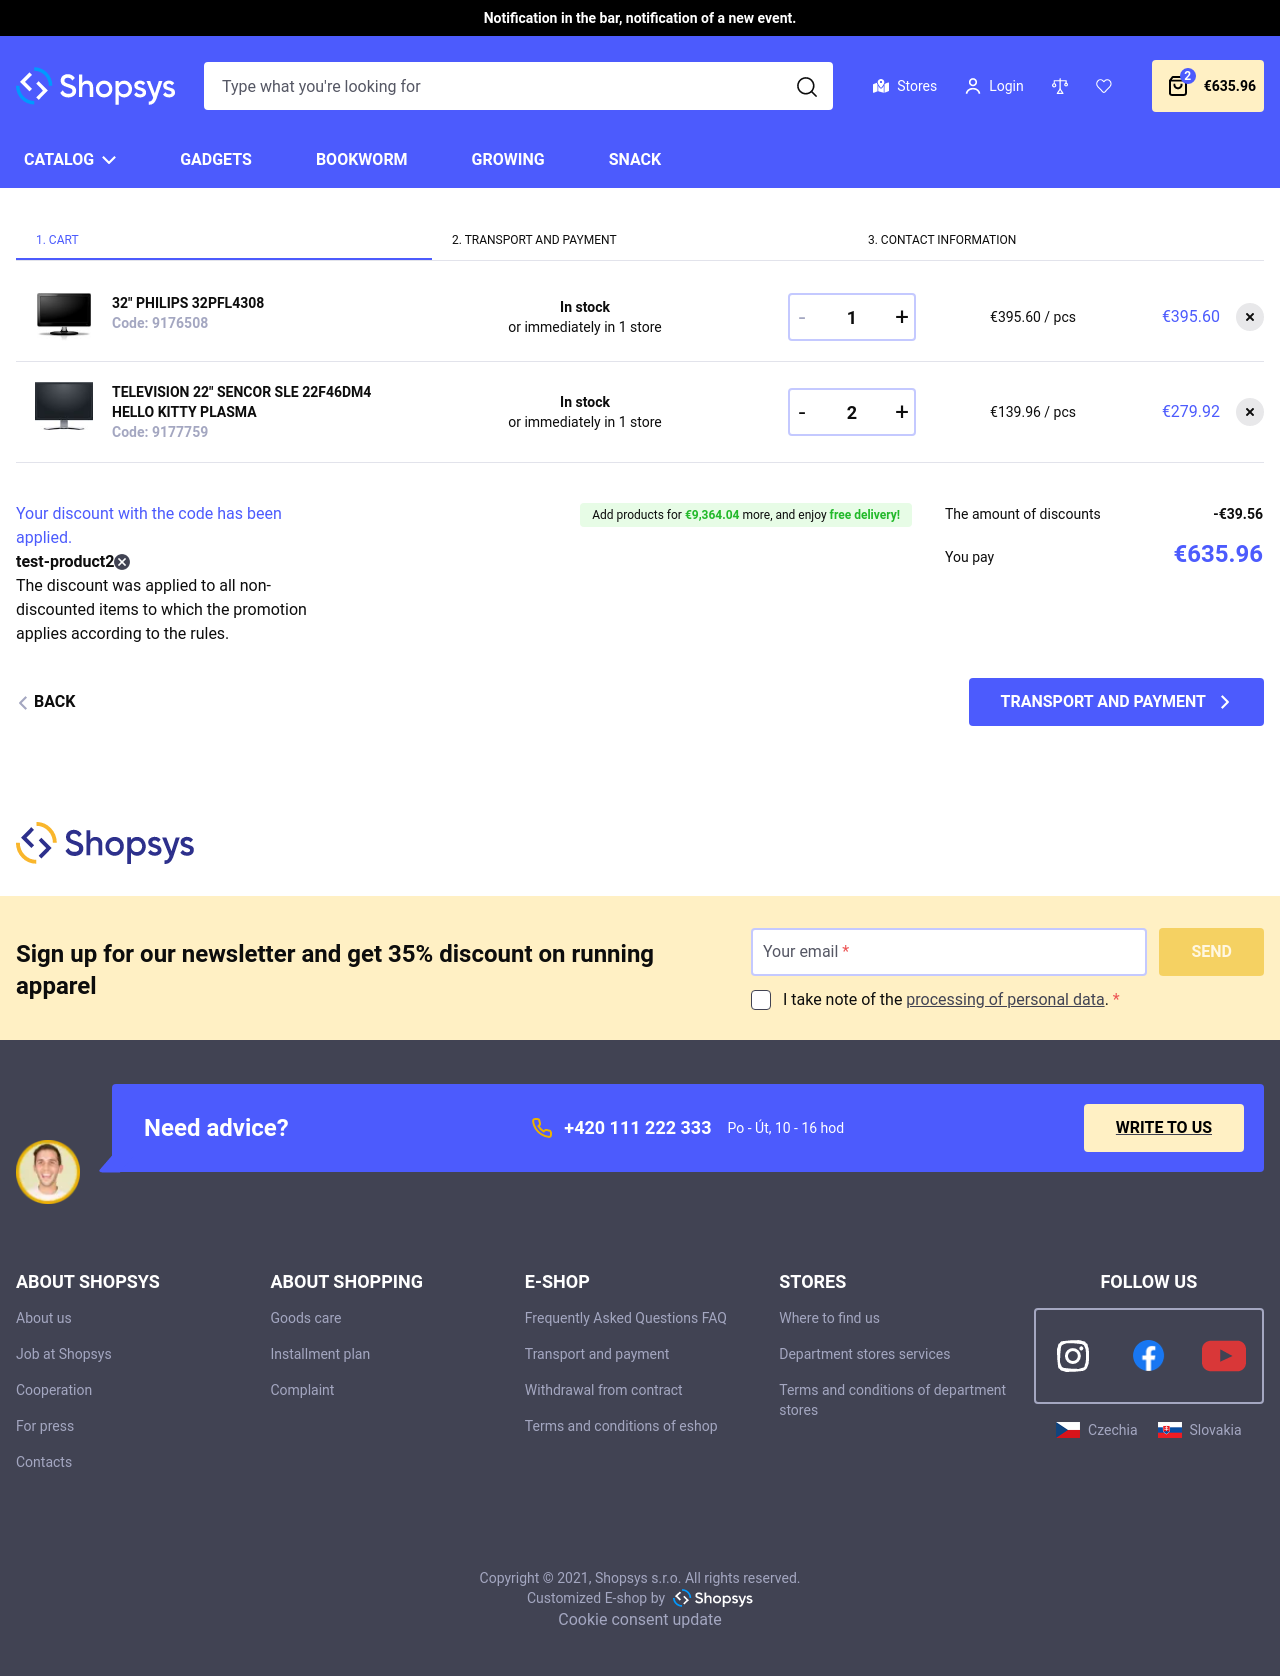 Notification in the bar, notification of a new event.
Shopsys
Type what you're looking for
Stores
Login
2
€635.96
CATALOG
GADGETS
BOOKWORM
GROWING
SNACK
1. CART
2. TRANSPORT AND PAYMENT
3. CONTACT INFORMATION
32" PHILIPS 32PFL4308
Code: 9176508
In stock
or immediately in 1 store
- 1 +
€395.60 / pcs
€395.60
TELEVISION 22" SENCOR SLE 22F46DM4
HELLO KITTY PLASMA
Code: 9177759
In stock
or immediately in 1 store
- 2 +
€139.96 / pcs
€279.92
Your discount with the code has been
applied.
test-product2
The discount was applied to all non-
discounted items to which the promotion
applies according to the rules.
Add products for €9,364.04 more, and enjoy free delivery!
The amount of discounts
-€39.56
You pay
€635.96
BACK
TRANSPORT AND PAYMENT
Shopsys
Sign up for our newsletter and get 35% discount on running
apparel
Your email *
SEND
I take note of the processing of personal data. *
Need advice?
+420 111 222 333
Po - Út, 10 - 16 hod
WRITE TO US
ABOUT SHOPSYS
About us
Job at Shopsys
Cooperation
For press
Contacts
ABOUT SHOPPING
Goods care
Installment plan
Complaint
E-SHOP
Frequently Asked Questions FAQ
Transport and payment
Withdrawal from contract
Terms and conditions of eshop
STORES
Where to find us
Department stores services
Terms and conditions of department
stores
FOLLOW US
Czechia
Slovakia
Copyright © 2021, Shopsys s.r.o. All rights reserved.
Customized E-shop by Shopsys
Cookie consent update